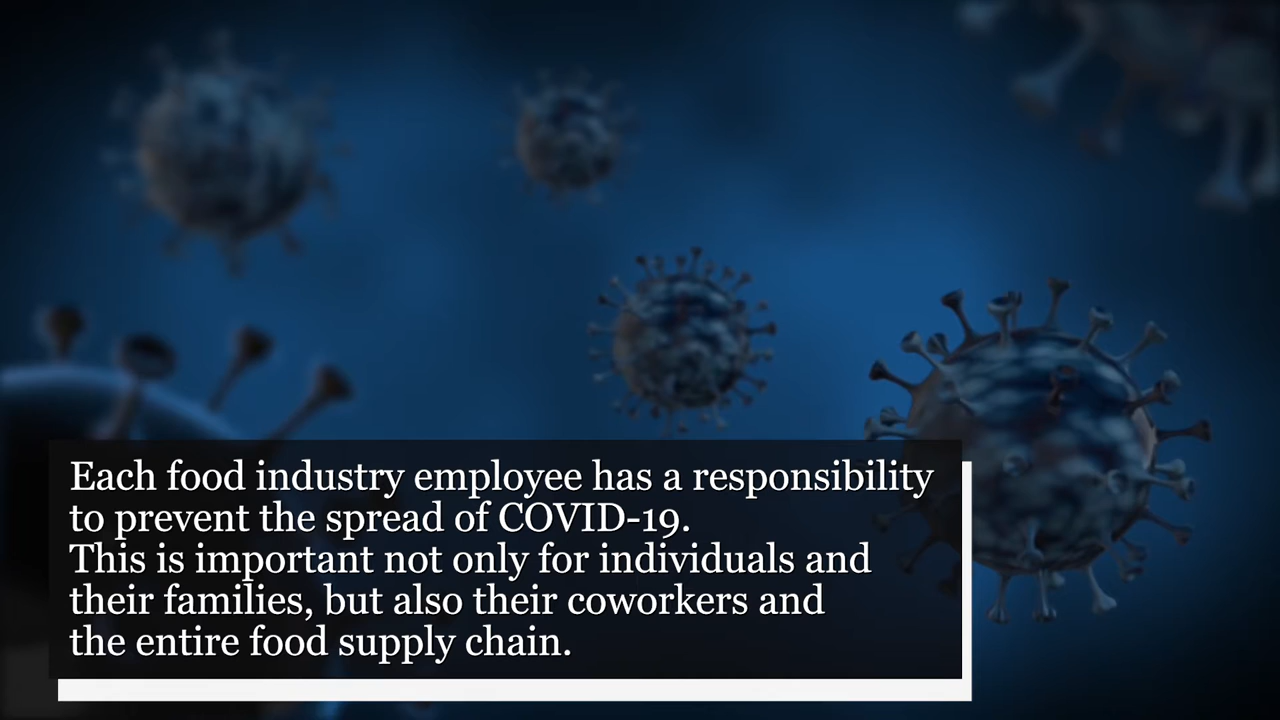 Each food industry employee has a responsibility
to prevent the spread of COVID-19.
This is important not only for individuals and
their families, but also their coworkers and
the entire food supply chain.